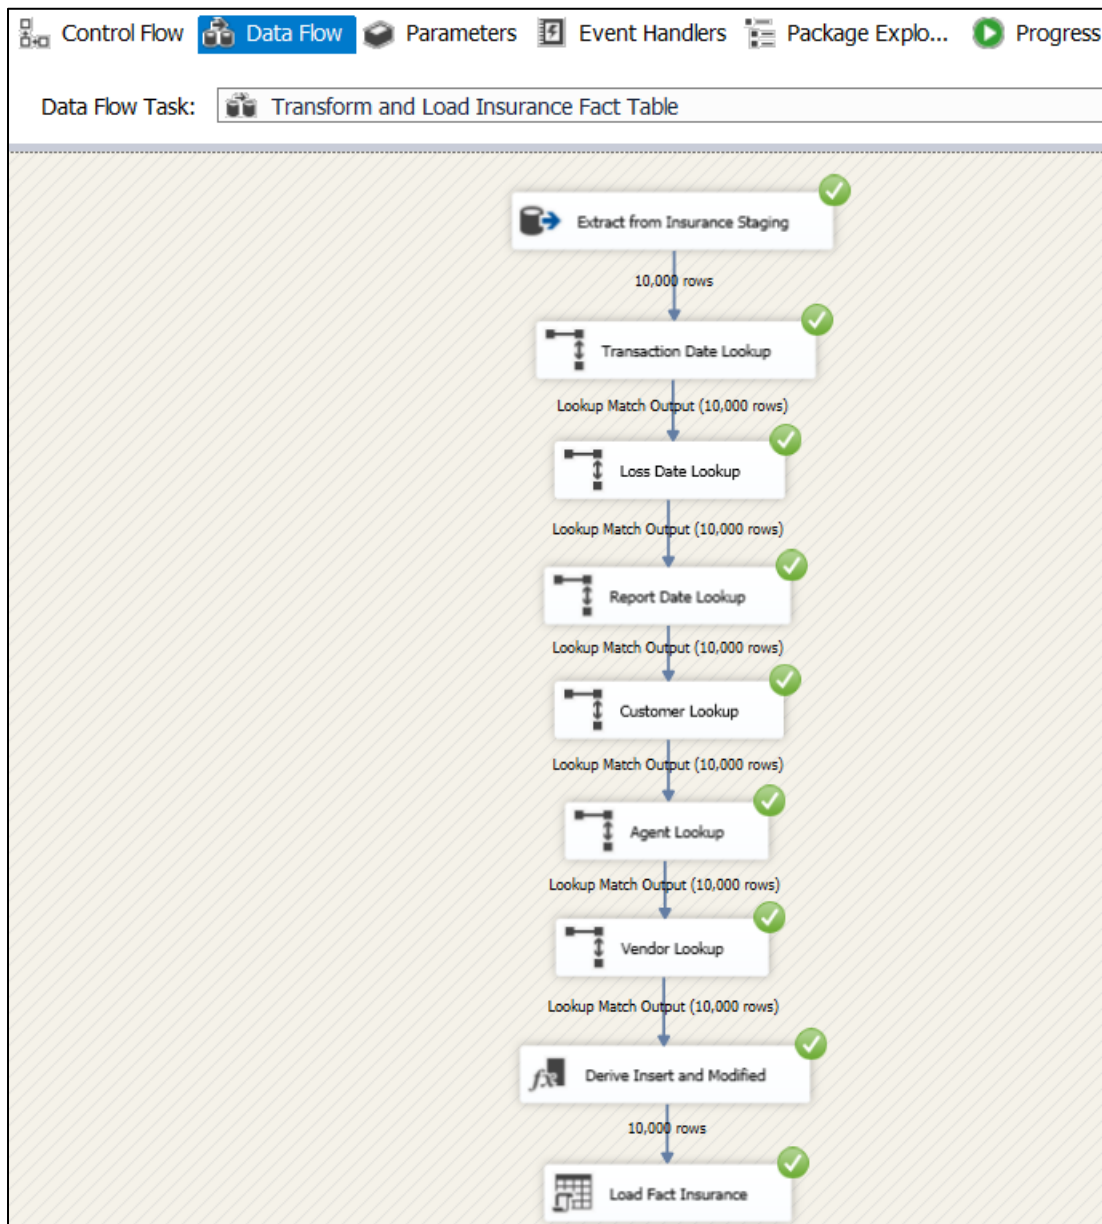 Control Flow Data Flow Parameters Event Handlers Package Explo... Progress
Data Flow Task: Transform and Load Insurance Fact Table
Extract from Insurance Staging
10,000 rows
Transaction Date Lookup
Lookup Match Output (10,000 rows)
Loss Date Lookup
Lookup Match Output (10,000 rows)
Report Date Lookup
Lookup Match Output (10,000 rows)
Customer Lookup
Lookup Match Output (10,000 rows)
Agent Lookup
Lookup Match Output (10,000 rows)
Vendor Lookup
Lookup Match Output (10,000 rows)
Derive Insert and Modified
10,000 rows
Load Fact Insurance